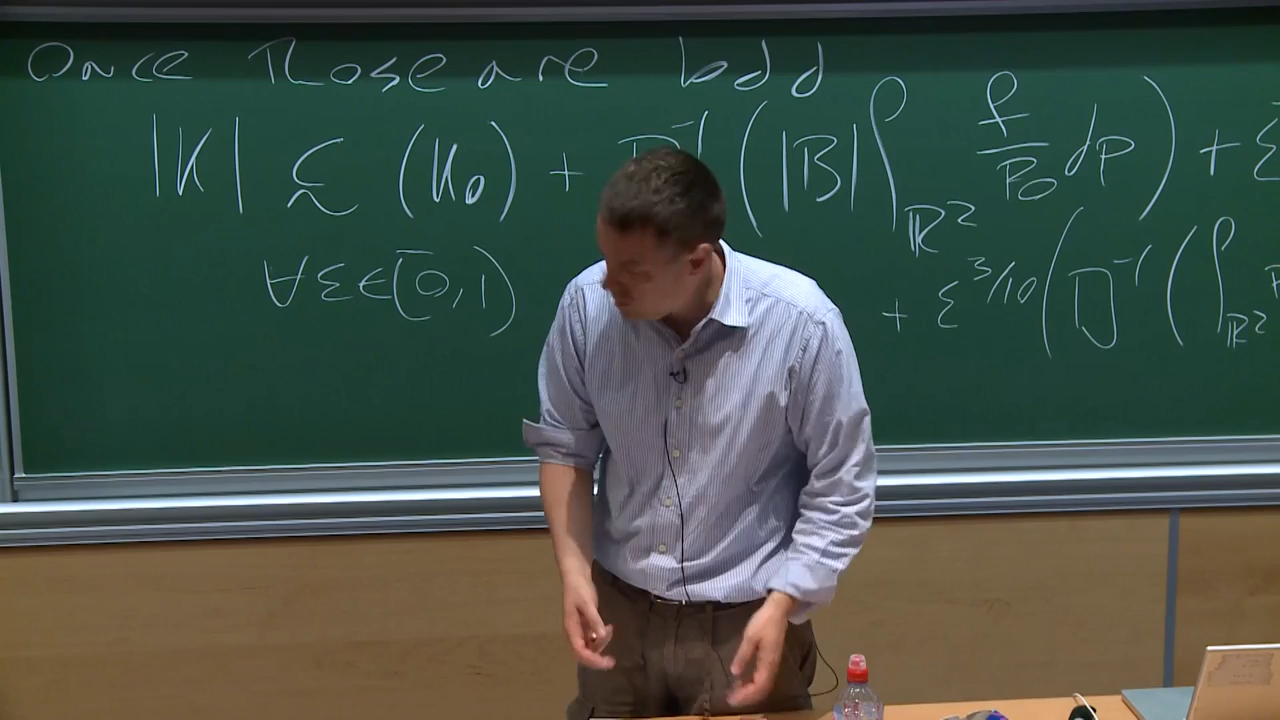 Once Those are bdd
|K| ≲ (K₀) + □⁻¹ ( |B| ∫_{ℝ²} f/p₀ dp ) + ε
∀ε∈(0,1) + ε^{3/10} ( □⁻¹ ( ∫_{ℝ²}